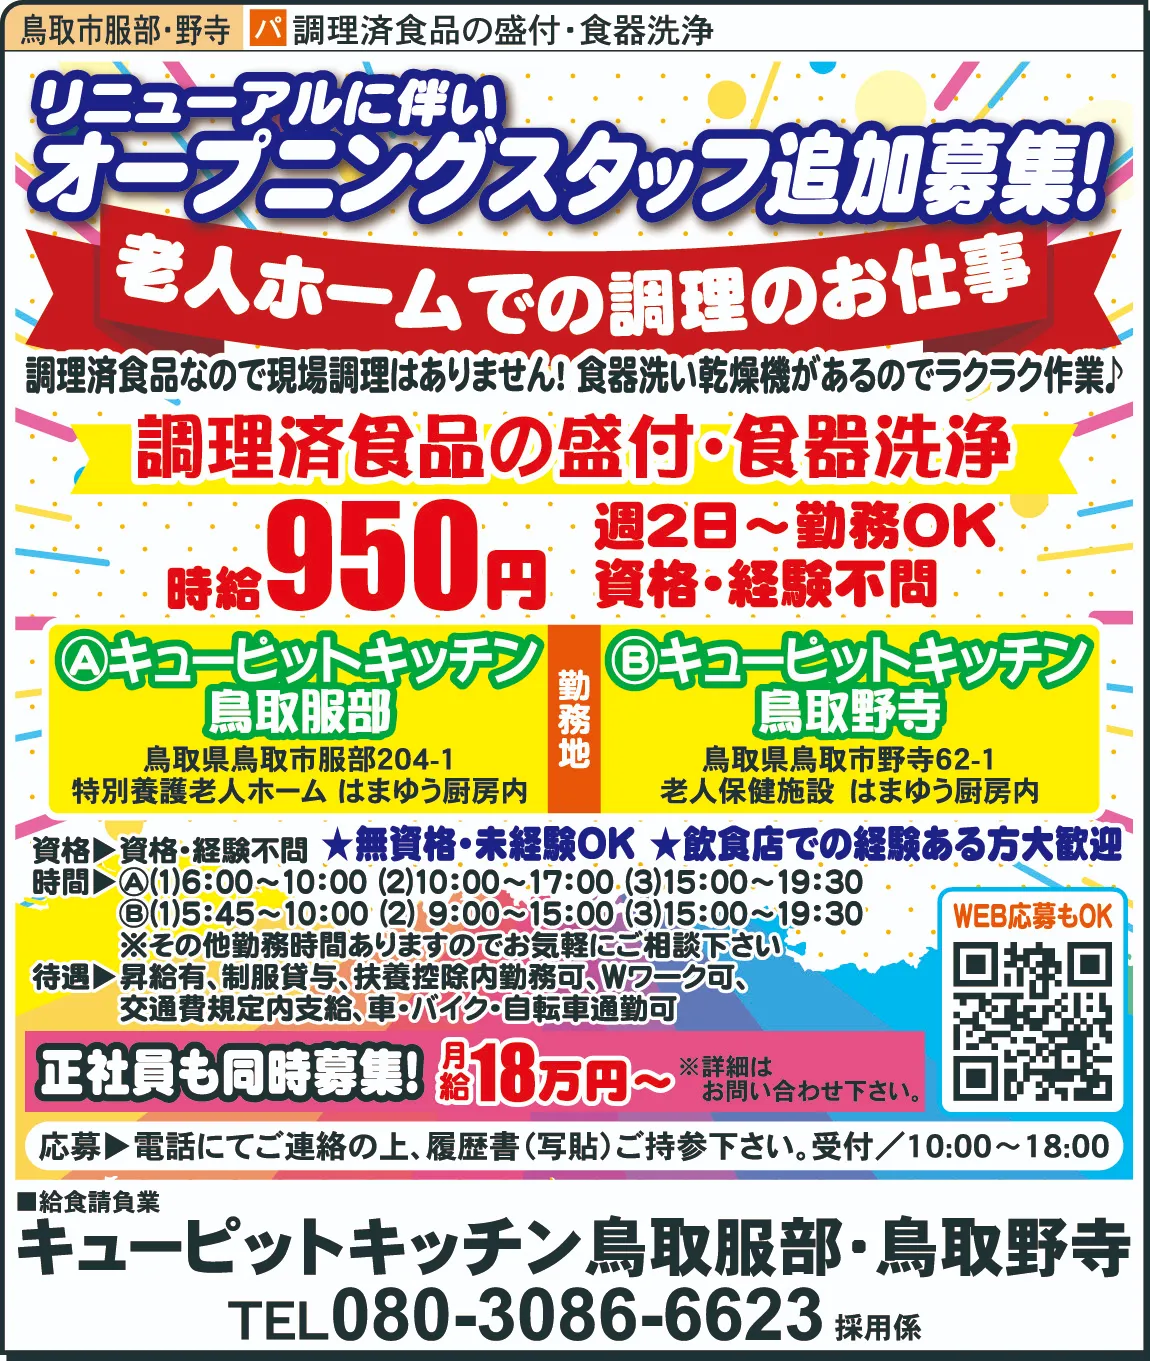 鳥取市服部・野寺 パ 調理済食品の盛付・食器洗浄
リニューアルに伴い
オープニングスタッフ追加募集!
老人ホームでの調理のお仕事
調理済食品なので現場調理はありません! 食器洗い乾燥機があるのでラクラク作業♪
調理済食品の盛付・食器洗浄
時給950円
週2日～勤務OK
資格・経験不問
Ⓐキューピットキッチン
鳥取服部
鳥取県鳥取市服部204-1
特別養護老人ホーム はまゆう厨房内
勤務地
Ⓑキューピットキッチン
鳥取野寺
鳥取県鳥取市野寺62-1
老人保健施設 はまゆう厨房内
資格▶資格・経験不問 ★無資格・未経験OK ★飲食店での経験ある方大歓迎
時間▶Ⓐ(1)6:00～10:00 (2)10:00～17:00 (3)15:00～19:30
Ⓑ(1)5:45～10:00 (2) 9:00～15:00 (3)15:00～19:30
※その他勤務時間ありますのでお気軽にご相談下さい
待遇▶昇給有、制服貸与、扶養控除内勤務可、Wワーク可、
交通費規定内支給、車・バイク・自転車通勤可
WEB応募もOK
正社員も同時募集! 月給18万円～ ※詳細は
お問い合わせ下さい。
応募▶電話にてご連絡の上、履歴書(写貼)ご持参下さい。受付／10:00～18:00
■給食請負業
キューピットキッチン鳥取服部・鳥取野寺
TEL080-3086-6623 採用係